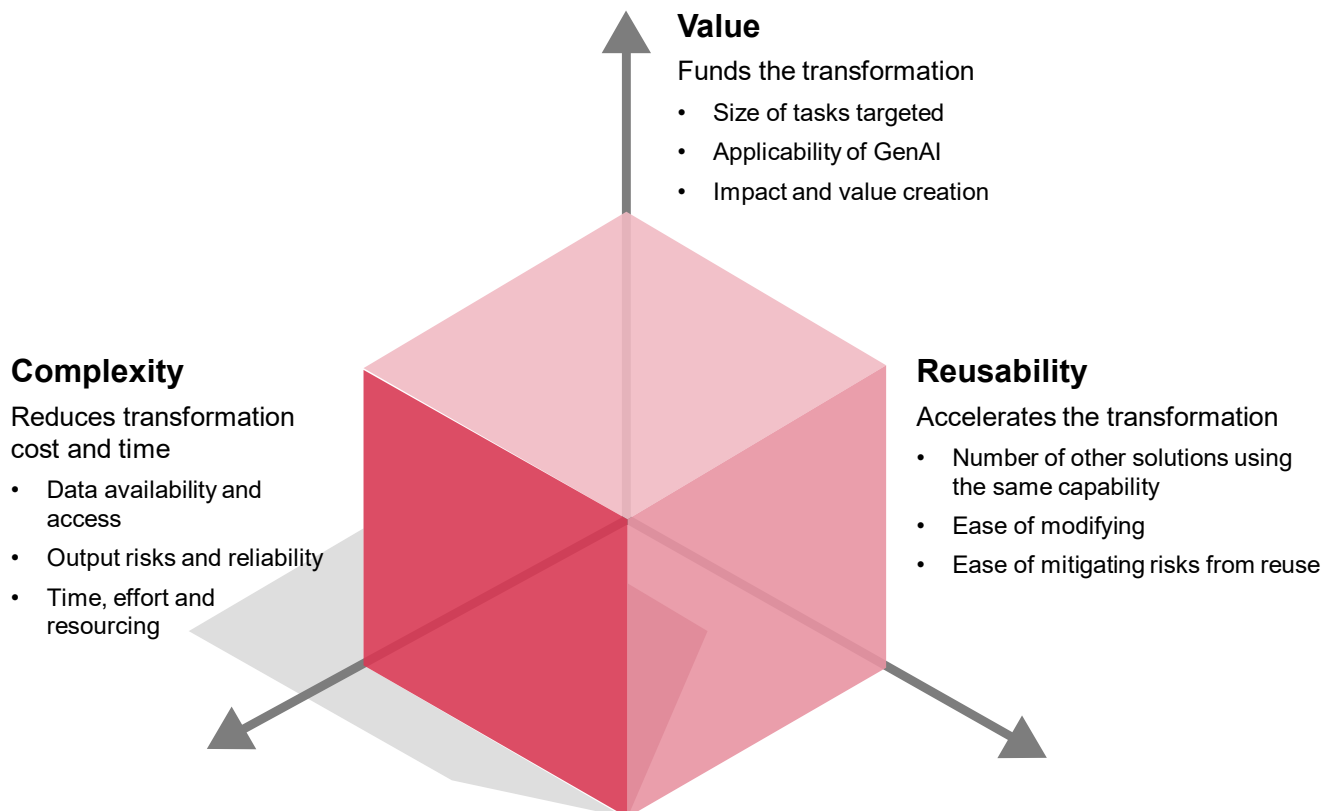 Value
Funds the transformation
• Size of tasks targeted
• Applicability of GenAI
• Impact and value creation
Complexity
Reduces transformation
cost and time
• Data availability and
access
• Output risks and reliability
• Time, effort and
resourcing
Reusability
Accelerates the transformation
• Number of other solutions using
the same capability
• Ease of modifying
• Ease of mitigating risks from reuse